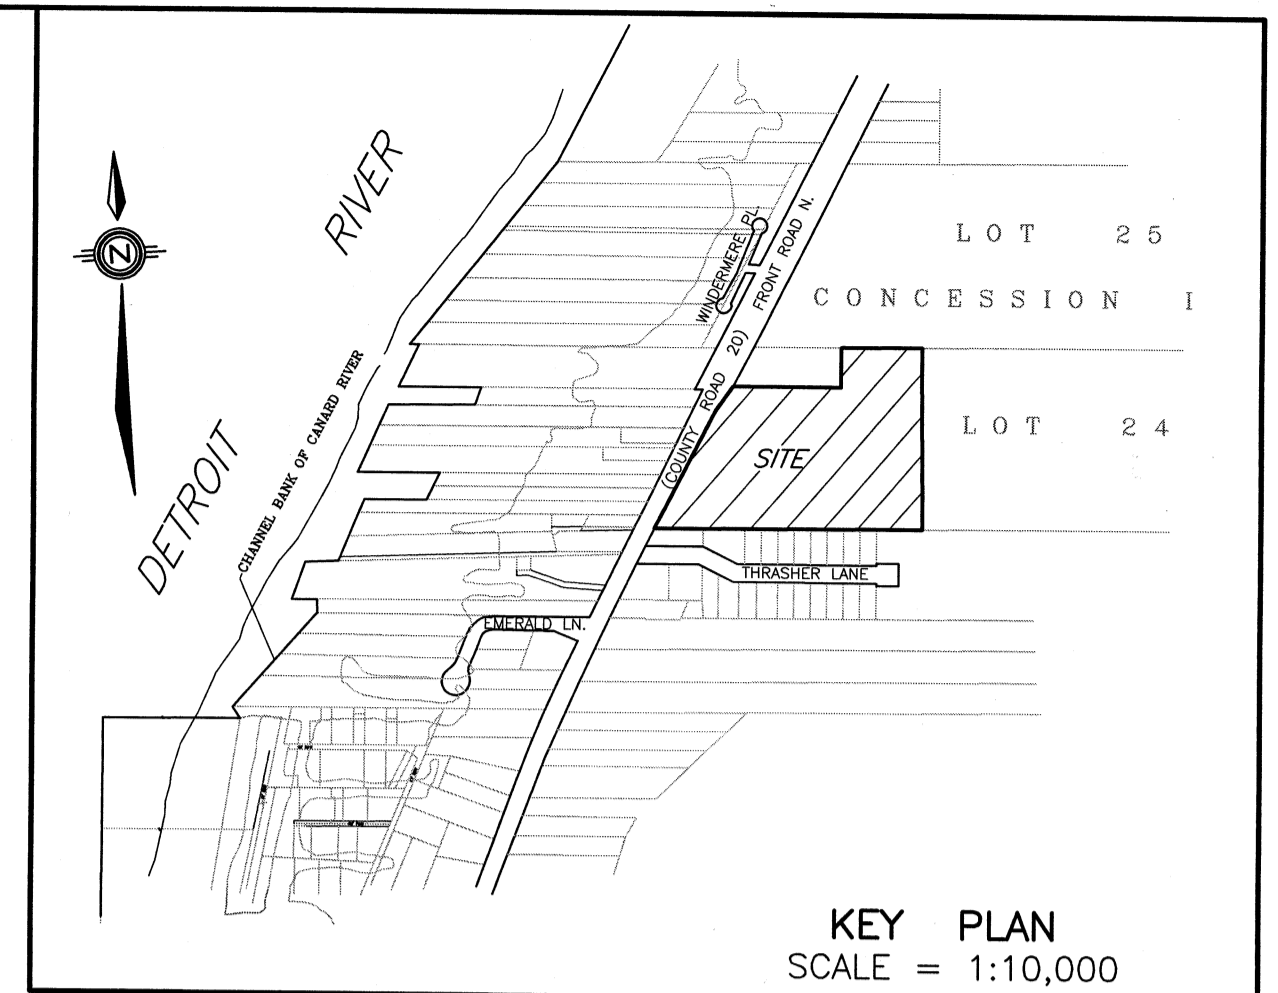 RIVER
DETROIT
CHANNEL BANK OF CANARD RIVER
N
WINDERMERE PL.
(COUNTY ROAD 20) FRONT ROAD N.
LOT 25
CONCESSION I
LOT 24
SITE
THRASHER LANE
EMERALD LN.
KEY PLAN
SCALE = 1:10,000